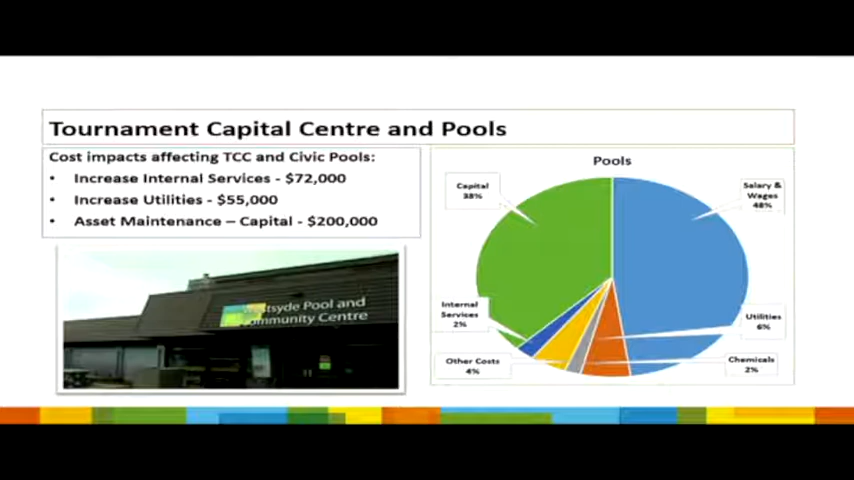 Tournament Capital Centre and Pools
Cost impacts affecting TCC and Civic Pools:
• Increase Internal Services - $72,000
• Increase Utilities - $55,000
• Asset Maintenance – Capital - $200,000
Pool and
Community Centre
Pools
Capital
38%
Salary &
Wages
48%
Internal
Services
2%
Utilities
6%
Other Costs
4%
Chemicals
2%